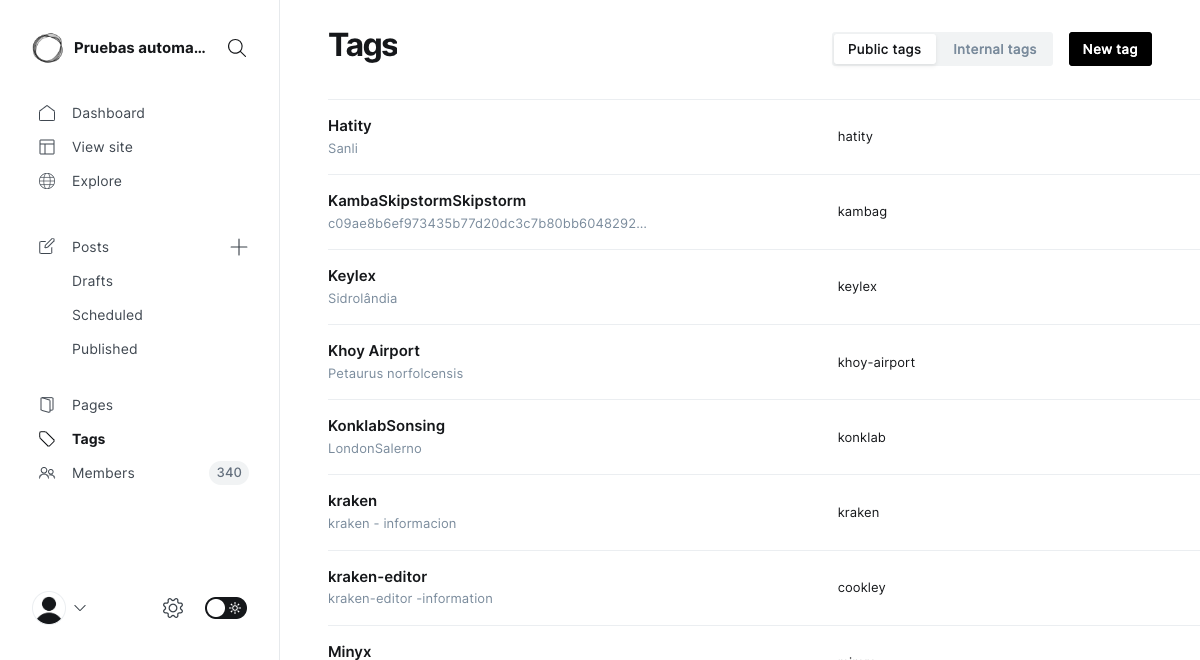 Pruebas automa...
Dashboard
View site
Explore
Posts
Drafts
Scheduled
Published
Pages
Tags
Members 340
Tags
Public tags Internal tags New tag
Hatity
Sanli
hatity
KambaSkipstormSkipstorm
c09ae8b6ef973435b77d20dc3c7b80bb6048292...
kambag
Keylex
Sidrolândia
keylex
Khoy Airport
Petaurus norfolcensis
khoy-airport
KonklabSonsing
LondonSalerno
konklab
kraken
kraken - informacion
kraken
kraken-editor
kraken-editor -information
cookley
Minyx